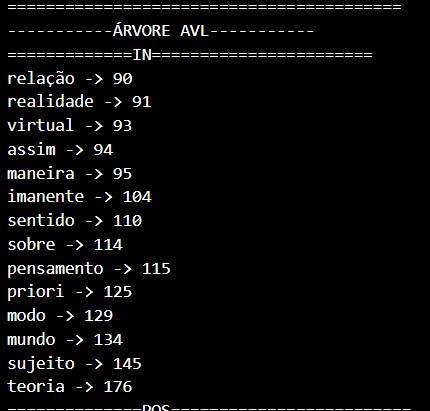 =========================================
-----------ÁRVORE AVL-----------
=============IN=======================
relação -> 90
realidade -> 91
virtual -> 93
assim -> 94
maneira -> 95
imanente -> 104
sentido -> 110
sobre -> 114
pensamento -> 115
priori -> 125
modo -> 129
mundo -> 134
sujeito -> 145
teoria -> 176
==============POS=========================